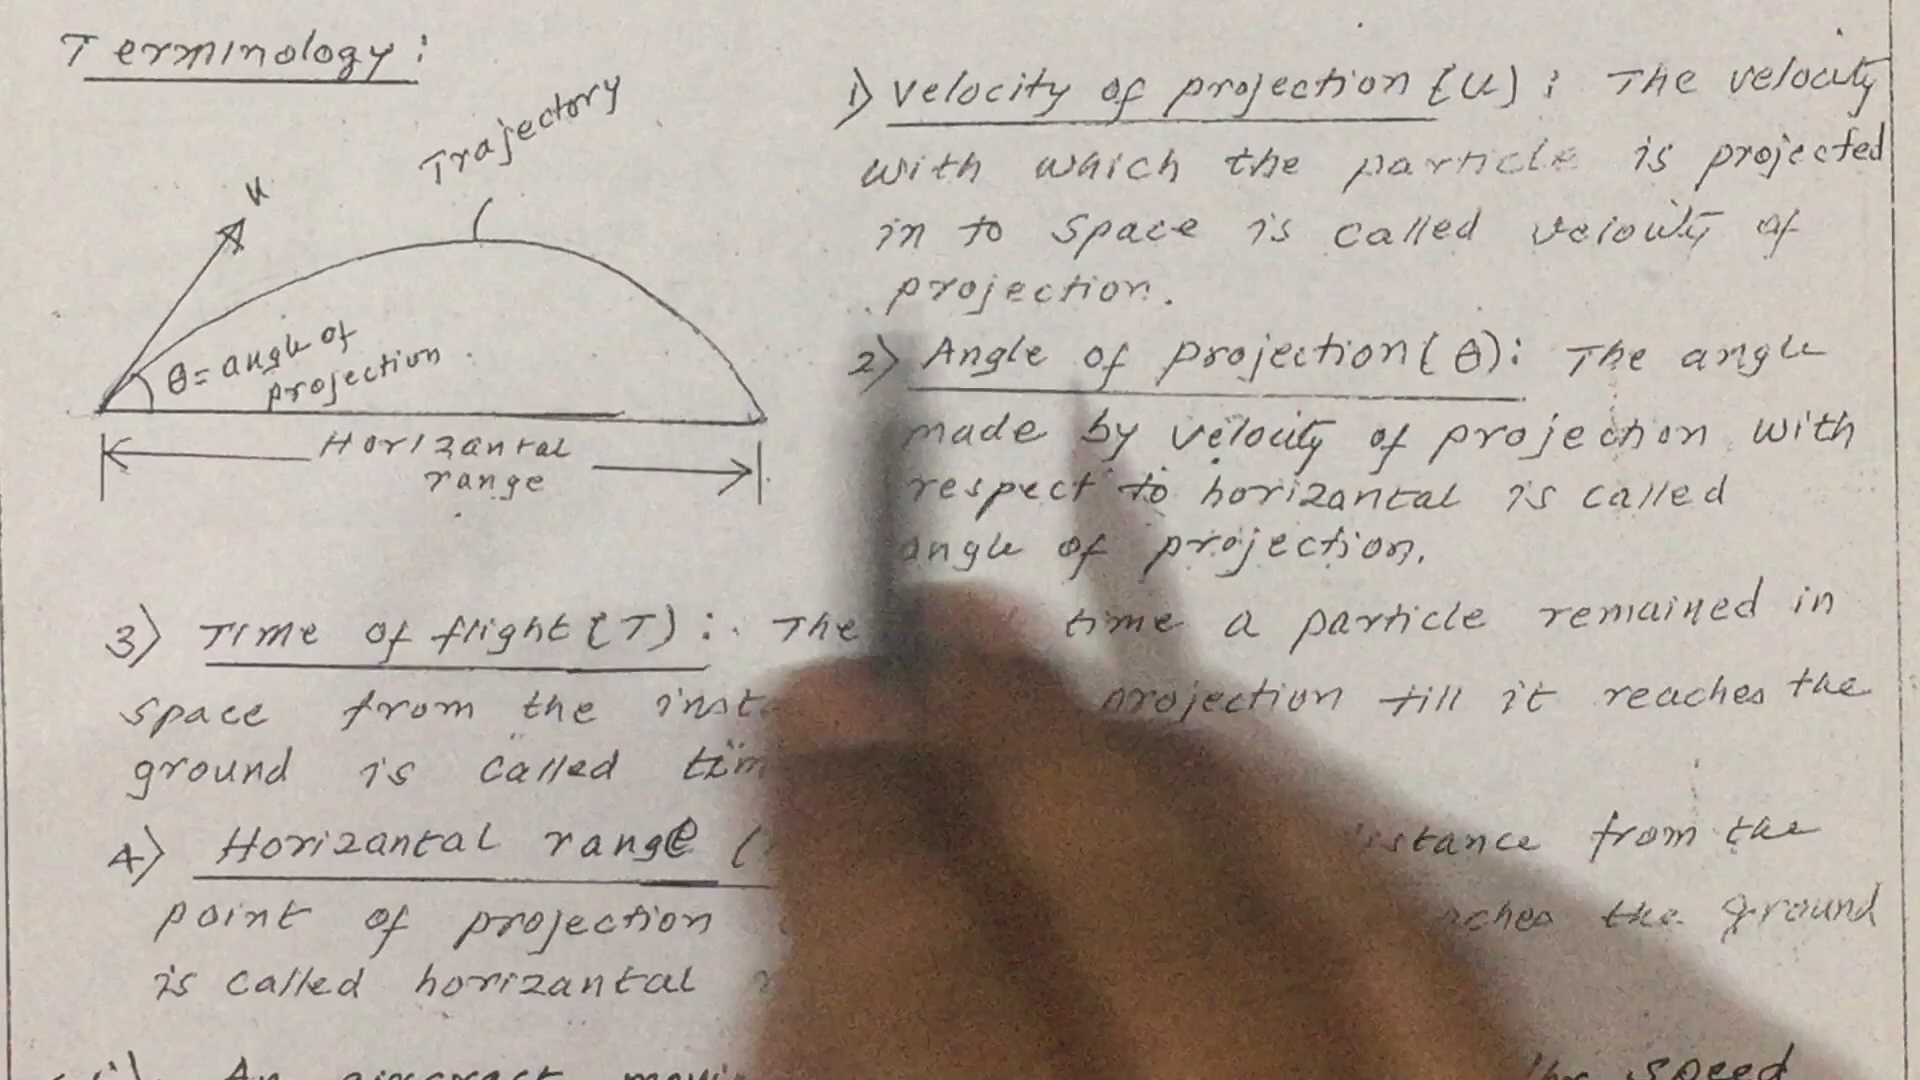 Terminology:
Trajectory
u
θ = angle of
projection
Horizantal
range
1) Velocity of projection (u) : The velocity
with which the particle is projected
in to space is called velocity of
projection.
2) Angle of projection (θ): The angle
made by velocity of projection with
respect to horizantal is called
angle of projection.
3) Time of flight (T) : The time a particle remained in
space from the projection till it reaches the
ground is called
4) Horizantal range ( from the
point of projection the ground
is called horizantal
An speed